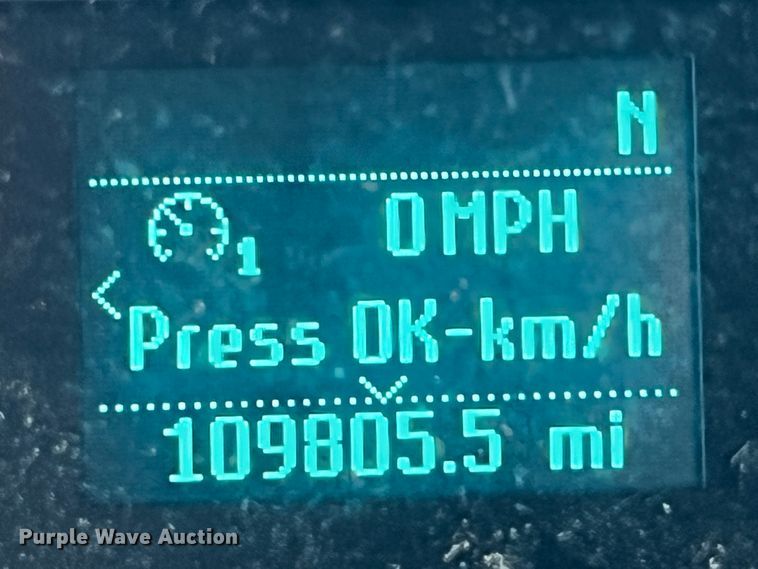 N
1 0 MPH
Press OK-km/h
109805.5 mi
Purple Wave Auction